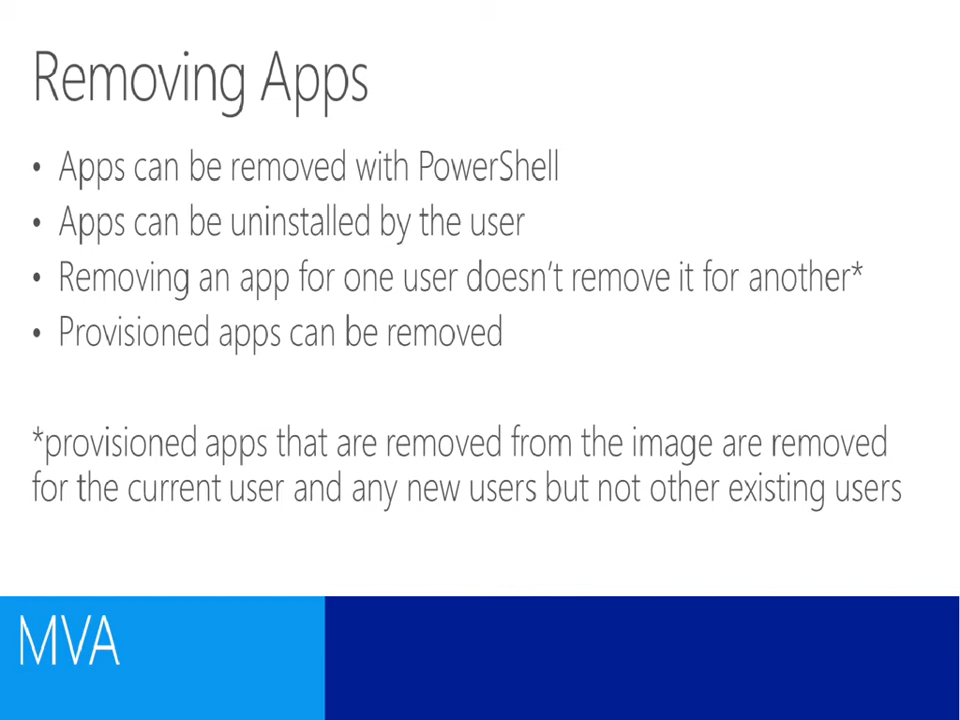 Removing Apps
• Apps can be removed with PowerShell
• Apps can be uninstalled by the user
• Removing an app for one user doesn't remove it for another*
• Provisioned apps can be removed
*provisioned apps that are removed from the image are removed
for the current user and any new users but not other existing users
MVA